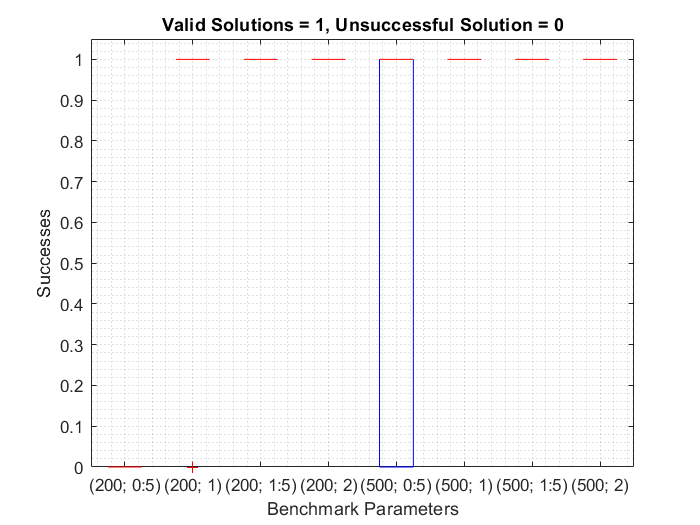 Valid Solutions = 1, Unsuccessful Solution = 0
1
0.9
0.8
0.7
0.6
0.5
0.4
0.3
0.2
0.1
0
Successes
(200; 0:5) (200; 1) (200; 1:5) (200; 2) (500; 0:5) (500; 1) (500; 1:5) (500; 2)
Benchmark Parameters